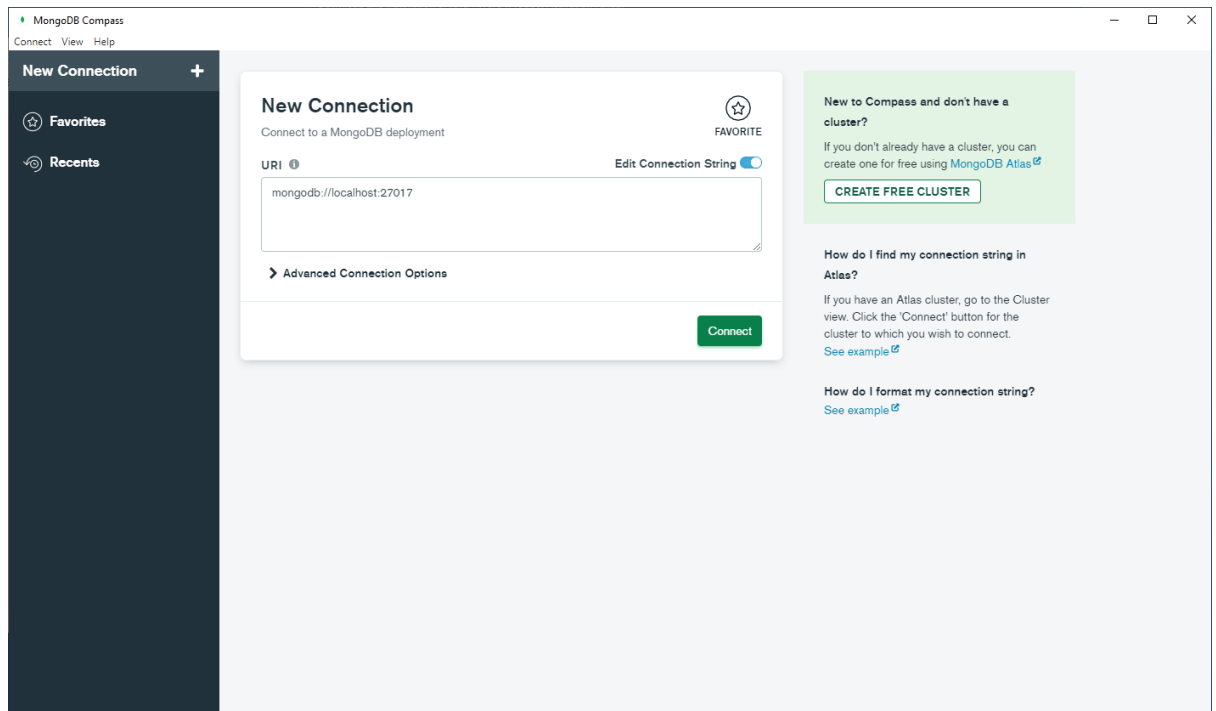 MongoDB Compass
Connect View Help
New Connection
Favorites
Recents
New Connection
Connect to a MongoDB deployment
FAVORITE
URI
Edit Connection String
mongodb://localhost:27017
Advanced Connection Options
Connect
New to Compass and don't have a
cluster?
If you don't already have a cluster, you can
create one for free using MongoDB Atlas
CREATE FREE CLUSTER
How do I find my connection string in
Atlas?
If you have an Atlas cluster, go to the Cluster
view. Click the 'Connect' button for the
cluster to which you wish to connect.
See example
How do I format my connection string?
See example